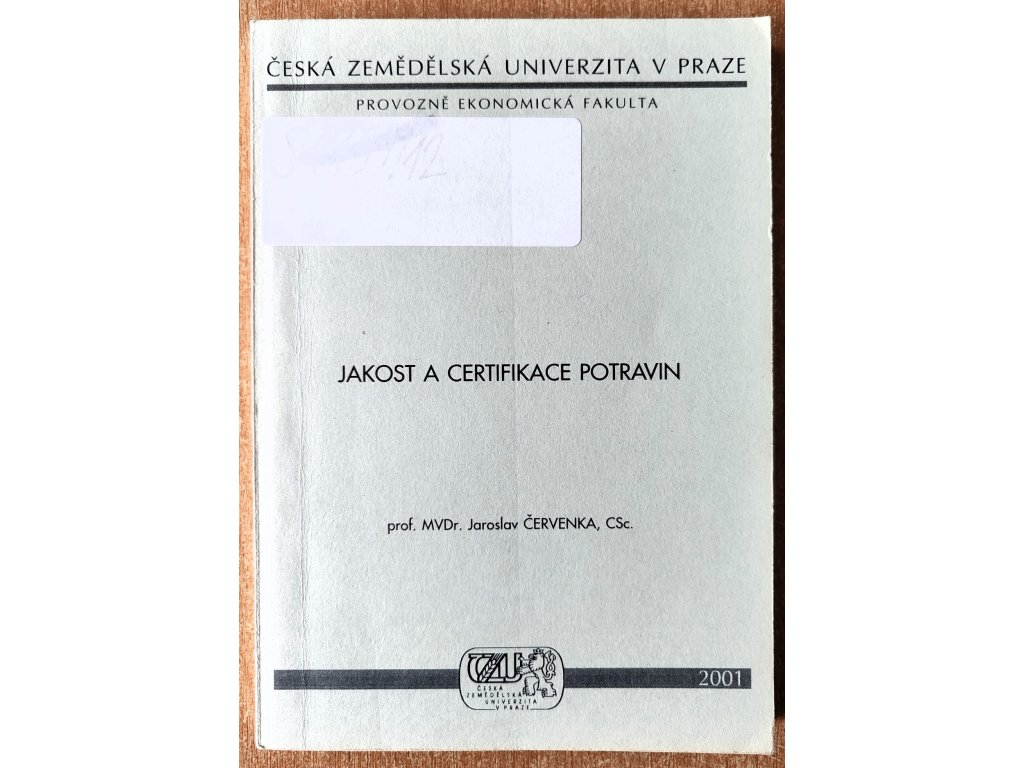 ČESKÁ ZEMĚDĚLSKÁ UNIVERZITA V PRAZE
PROVOZNĚ EKONOMICKÁ FAKULTA
JAKOST A CERTIFIKACE POTRAVIN
prof. MVDr. Jaroslav ČERVENKA, CSc.
ČZU
ČESKÁ
ZEMĚDĚLSKÁ
UNIVERZITA
V PRAZE
2001